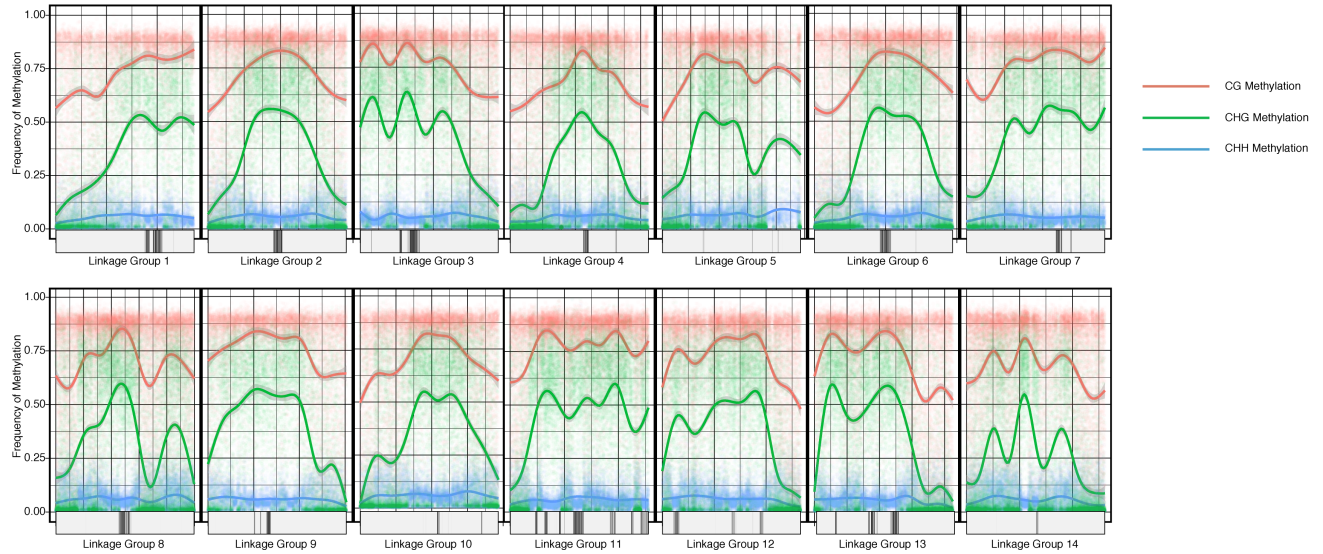 1.00
0.75
0.50
0.25
0.00
Frequency of Methylation
Linkage Group 1
Linkage Group 2
Linkage Group 3
Linkage Group 4
Linkage Group 5
Linkage Group 6
Linkage Group 7
CG Methylation
CHG Methylation
CHH Methylation
1.00
0.75
0.50
0.25
0.00
Frequency of Methylation
Linkage Group 8
Linkage Group 9
Linkage Group 10
Linkage Group 11
Linkage Group 12
Linkage Group 13
Linkage Group 14